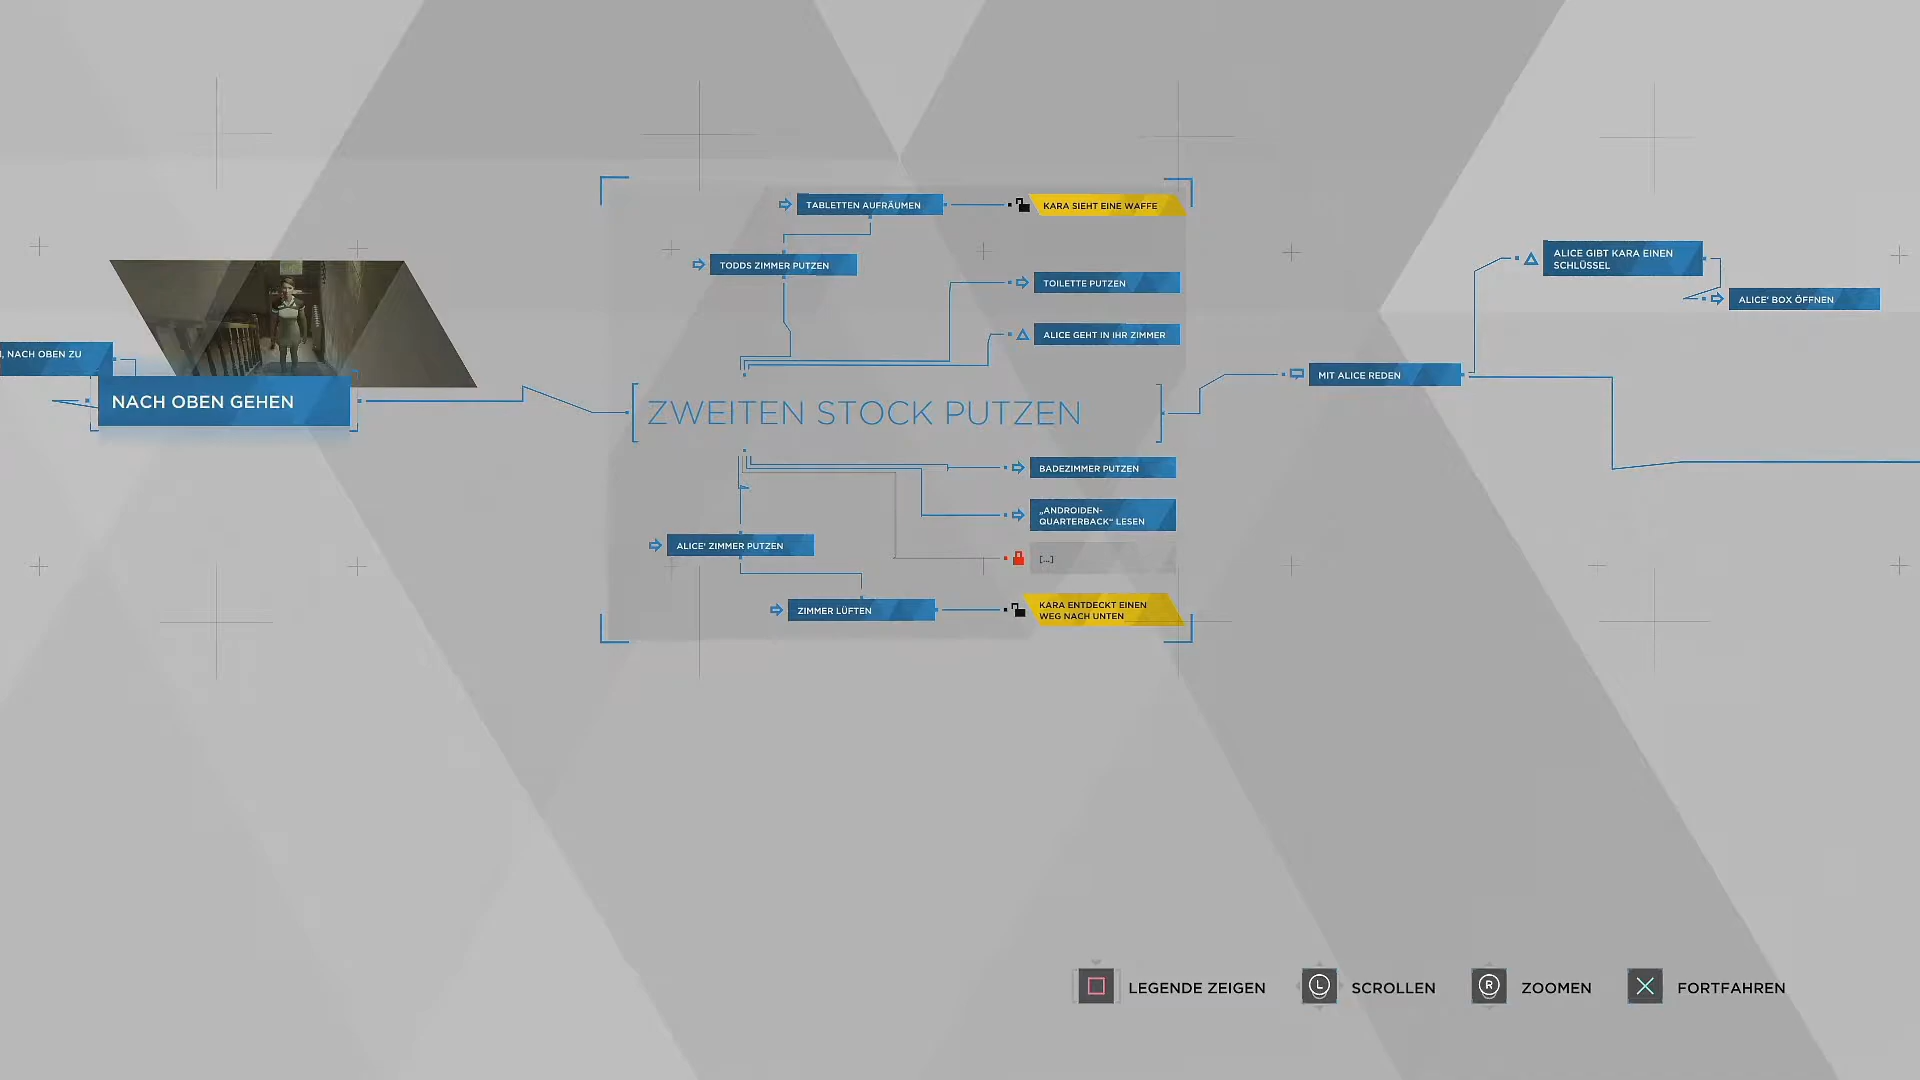 TABLETTEN AUFRÄUMEN
KARA SIEHT EINE WAFFE
TODDS ZIMMER PUTZEN
TOILETTE PUTZEN
ALICE GEHT IN IHR ZIMMER
ALICE GIBT KARA EINEN
SCHLÜSSEL
ALICE' BOX ÖFFNEN
, NACH OBEN ZU
NACH OBEN GEHEN
ZWEITEN STOCK PUTZEN
MIT ALICE REDEN
BADEZIMMER PUTZEN
„ANDROIDEN-
QUARTERBACK“ LESEN
ALICE' ZIMMER PUTZEN
[...]
ZIMMER LÜFTEN
KARA ENTDECKT EINEN
WEG NACH UNTEN
LEGENDE ZEIGEN
L SCROLLEN
R ZOOMEN
FORTFAHREN